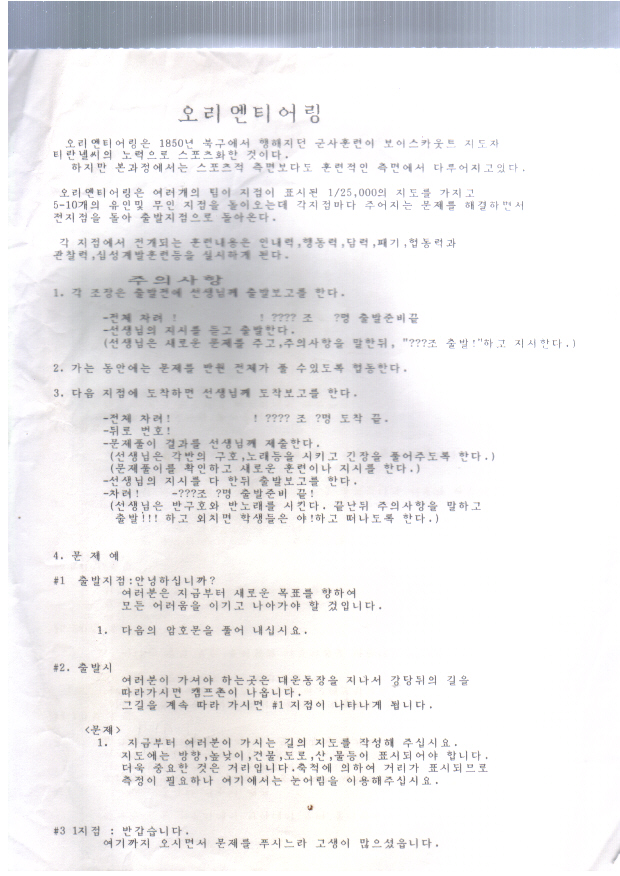 오리엔티어링
오리엔티어링은 1850년 북구에서 행해지던 군사훈련이 보이스카웃트 지도자
티란넬씨의 노력으로 스포츠화한 것이다.
하지만 본과정에서는 스포츠적 측면보다도 훈련적인 측면에서 다루어지고있다.
오리엔티어링은 여러개의 팀이 지점이 표시된 1/25,000의 지도를 가지고
5-10개의 유인및 무인 지점을 돌아오는데 각지점마다 주어지는 문제를 해결하면서
전지점을 돌아 출발지점으로 돌아온다.
각 지점에서 전개되는 훈련내용은 인내력,행동력,담력,패기,협동력과
관찰력,심성계발훈련등을 실시하게 된다.
주의사항
1. 각 조장은 출발전에 선생님께 출발보고를 한다.
-전체 차려 ! ! ???? 조 ?명 출발준비끝
-선생님의 지시를 듣고 출발한다.
(선생님은 새로운 문제를 주고,주의사항을 말한뒤, "???조 출발!"하고 지시한다.)
2. 가는 동안에는 문제를 반원 전체가 풀 수있도록 협동한다.
3. 다음 지점에 도착하면 선생님께 도착보고를 한다.
-전체 차려! ! ???? 조 ?명 도착 끝.
-뒤로 번호!
-문제풀이 결과를 선생님께 제출한다.
(선생님은 각반의 구호,노래등을 시키고 긴장을 풀어주도록 한다.)
(문제풀이를 확인하고 새로운 훈련이나 지시를 한다.)
-선생님의 지시를 다 한뒤 출발보고를 한다.
-차려! -???조 ?명 출발준비 끝!
(선생님은 반구호와 반노래를 시킨다. 끝난뒤 주의사항을 말하고
출발!!! 하고 외치면 학생들은 야!하고 떠나도록 한다.)
4. 문 제 예
#1 출발지점:안녕하십니까?
여러분은 지금부터 새로운 목표를 향하여
모든 어려움을 이기고 나아가야 할 것입니다.
1. 다음의 암호문을 풀어 내십시요.
#2. 출발시
여러분이 가셔야 하는곳은 대운동장을 지나서 강당뒤의 길을
따라가시면 캠프촌이 나옵니다.
그길을 계속 따라 가시면 #1 지점이 나타나게 됩니다.
<문제>
1. 지금부터 여러분이 가시는 길의 지도를 작성해 주십시요.
지도에는 방향,높낮이,건물,도로,산,물등이 표시되어야 합니다.
더욱 중요한 것은 거리입니다.축척에 의하여 거리가 표시되므로
측정이 필요하나 여기에서는 눈어림을 이용해주십시요.
#3 1지점 : 반갑습니다.
여기까지 오시면서 문제를 푸시느라 고생이 많으셨읍니다.